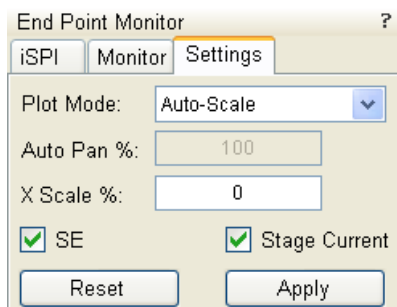 End Point Monitor ?
iSPI Monitor Settings
Plot Mode: Auto-Scale
Auto Pan %: 100
X Scale %: 0
SE Stage Current
Reset Apply